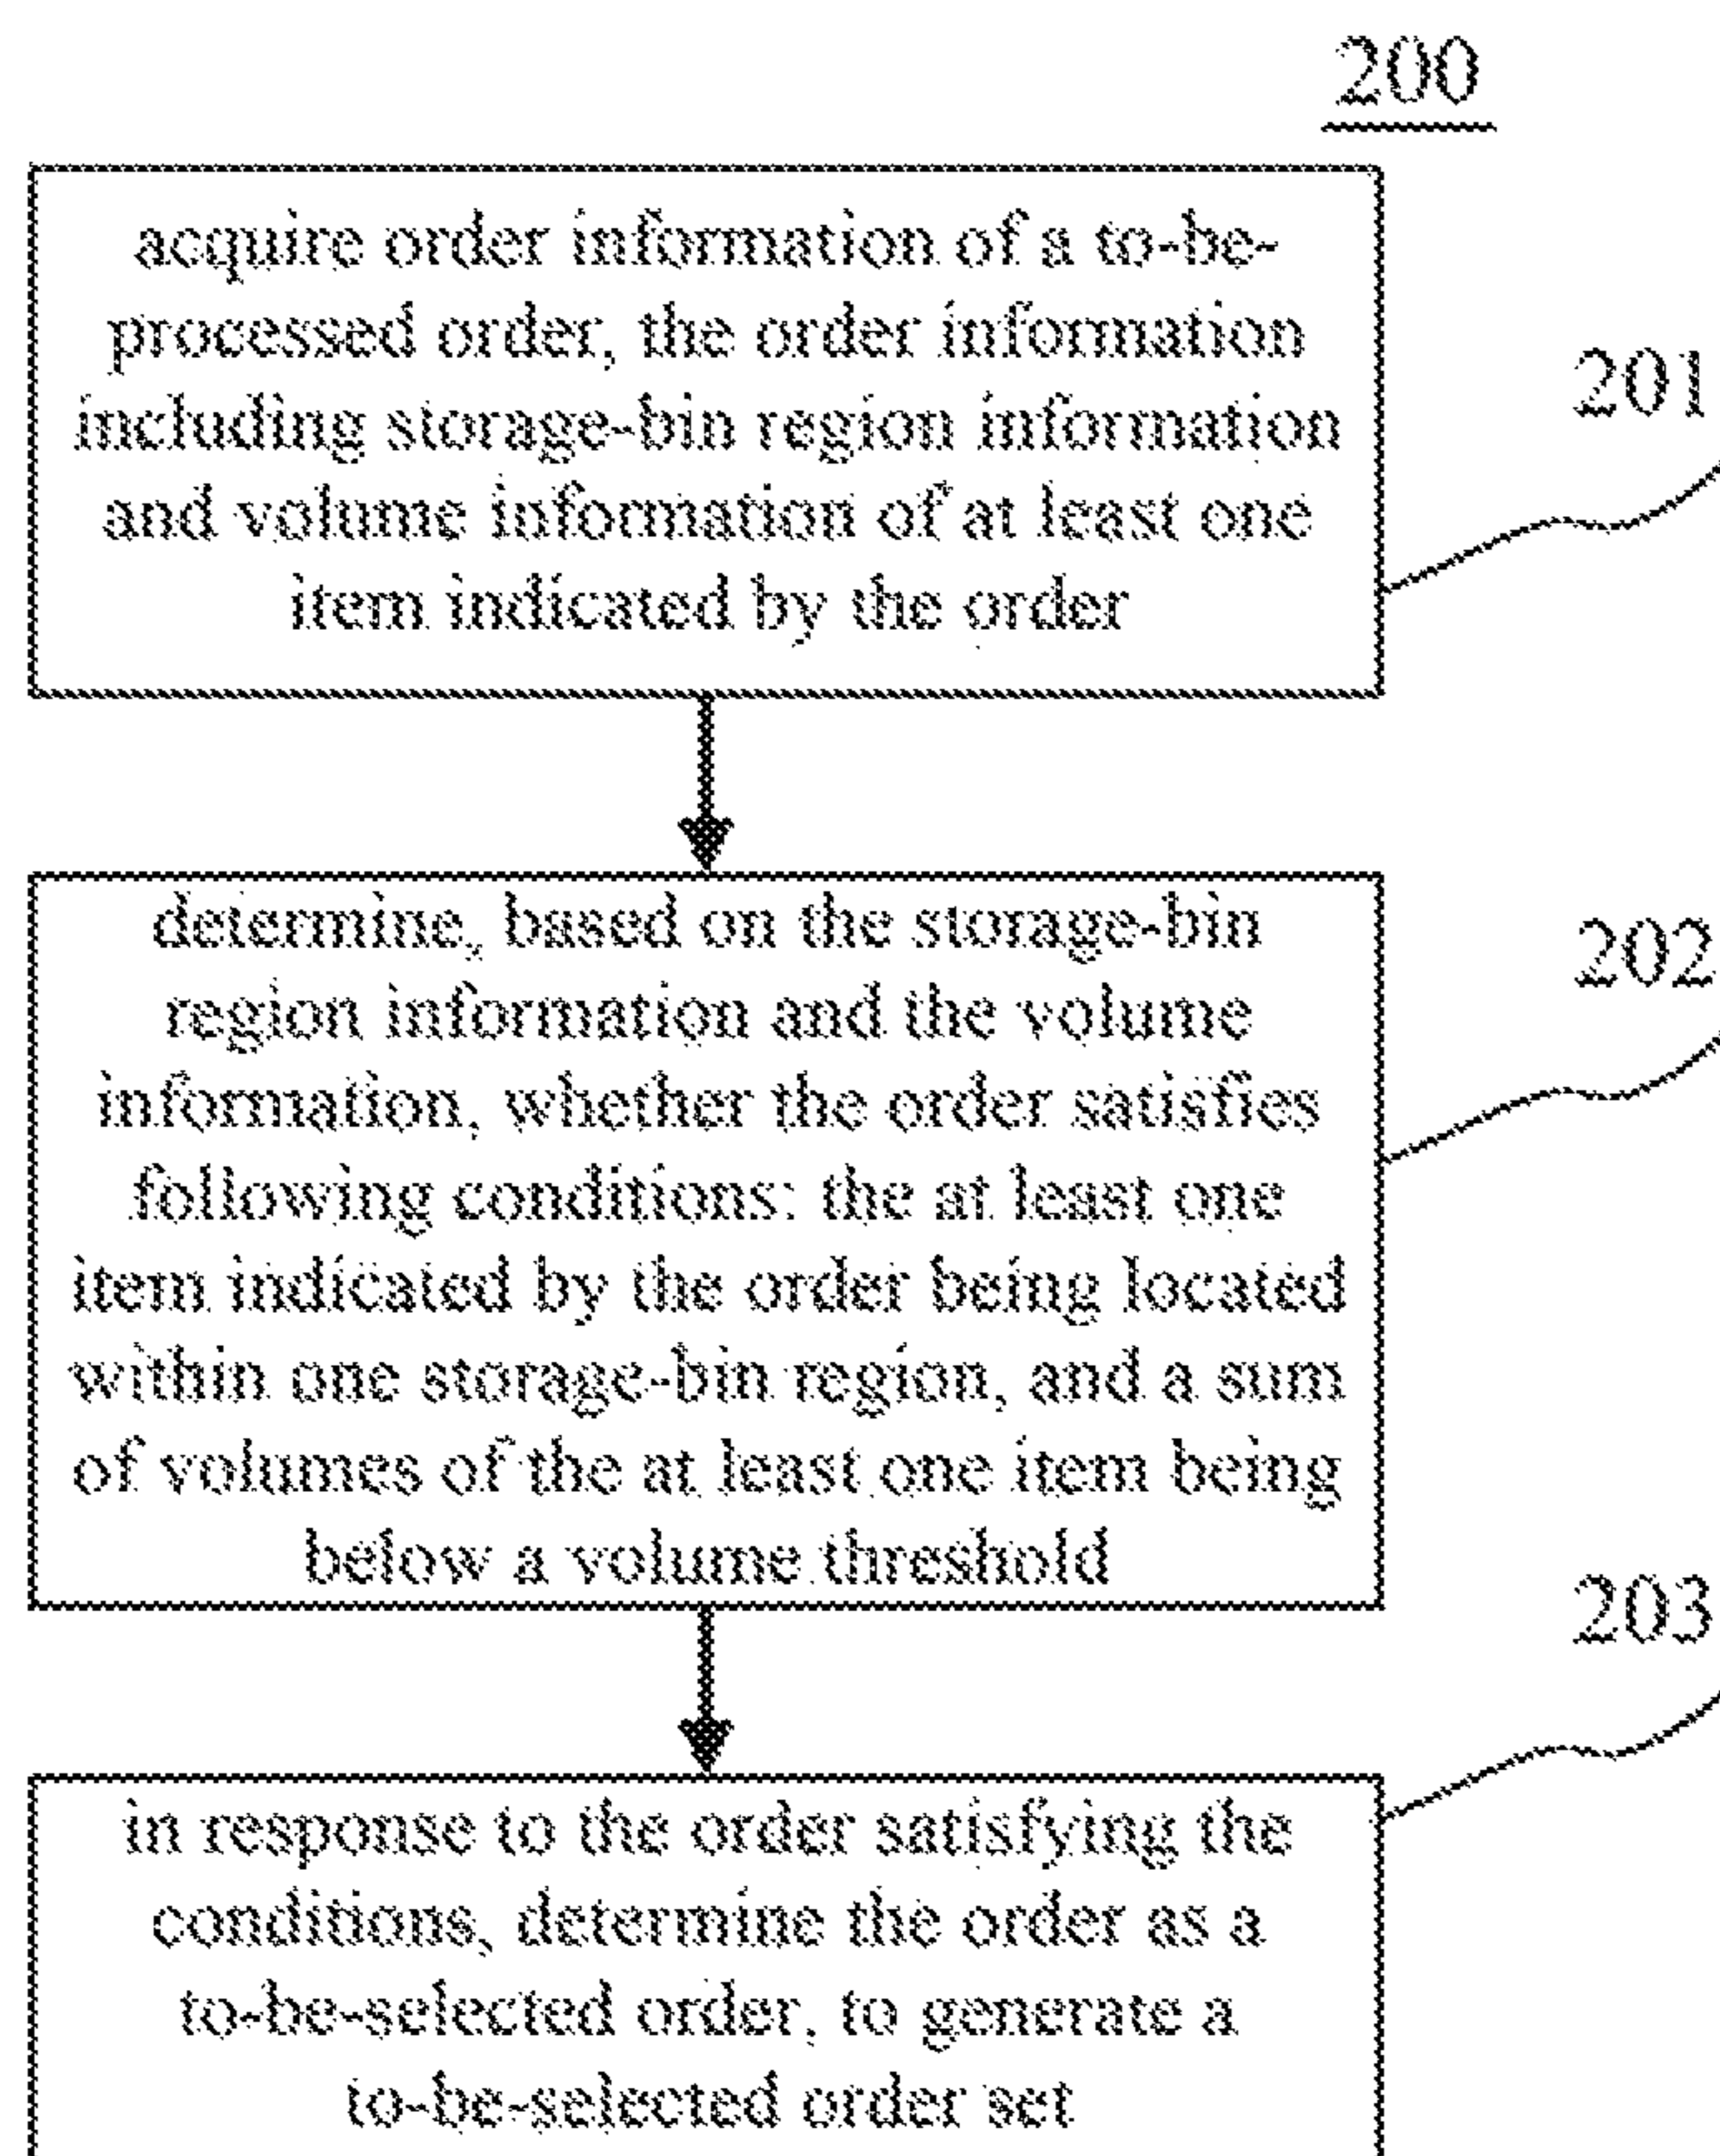 200
acquire order information of a to-be-
processed order, the order information
including storage-bin region information
and volume information of at least one
item indicated by the order
201
determine, based on the storage-bin
region information and the volume
information, whether the order satisfies
following conditions: the at least one
item indicated by the order being located
within one storage-bin region, and a sum
of volumes of the at least one item being
below a volume threshold
202
in response to the order satisfying the
conditions, determine the order as a
to-be-selected order, to generate a
to-be-selected order set
203